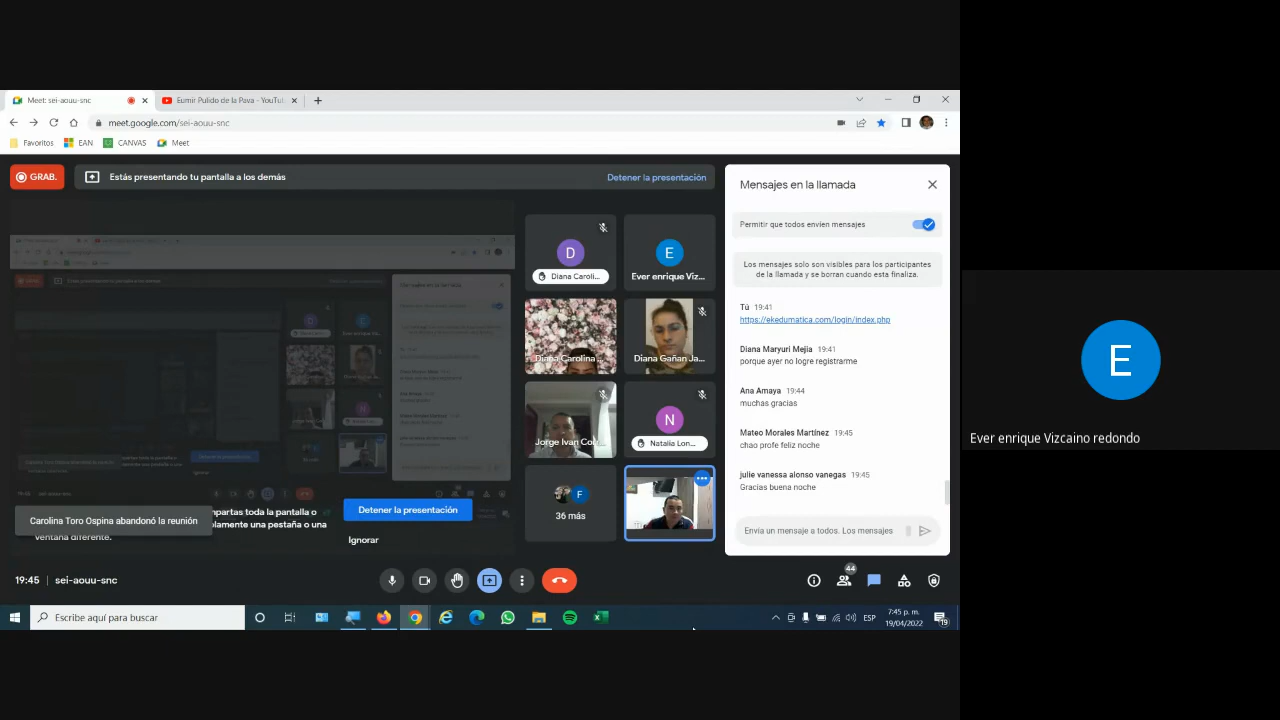 Meet: sei-aouu-snc
Eumir Pulido de la Pava - YouTu
meet.google.com/sei-aouu-snc
Favoritos
EAN
CANVAS
Meet
GRAB.
Estás presentando tu pantalla a los demás
Detener la presentación
Mensajes en la llamada
Permitir que todos envíen mensajes
Los mensajes solo son visibles para los participantes
de la llamada y se borran cuando esta finaliza.
Tú 19:41
https://ekedumatica.com/login/index.php
Diana Maryuri Mejia 19:41
porque ayer no logre registrarme
Ana Amaya 19:44
muchas gracias
Mateo Morales Martínez 19:45
chao profe feliz noche
julie vanessa alonso vanegas 19:45
Gracias buena noche
Envía un mensaje a todos. Los mensajes
D
Diana Caroli...
E
Ever enrique Viz...
Diana Carolina ...
Diana Gañan Ja...
Jorge Ivan Cor...
N
Natalia Lon...
F
36 más
Carolina Toro Ospina abandonó la reunión
mpartas toda la pantalla o
olamente una pestaña o una
ventana diferente.
Detener la presentación
Ignorar
19:45
sei-aouu-snc
44
Escribe aquí para buscar
ESP
7:45 p. m.
19/04/2022
19
E
Ever enrique Vizcaino redondo